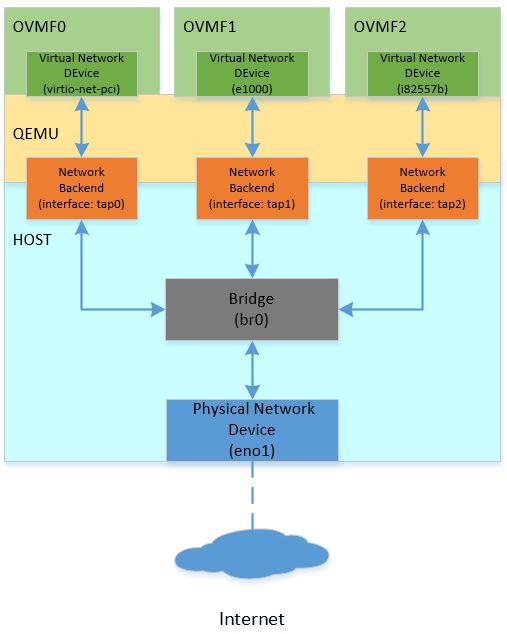 OVMF0
OVMF1
OVMF2
Virtual Network
DEvice
(virtio-net-pci)
Virtual Network
DEvice
(e1000)
Virtual Network
DEvice
(i82557b)
QEMU
Network
Backend
(interface: tap0)
Network
Backend
(interface: tap1)
Network
Backend
(interface: tap2)
HOST
Bridge
(br0)
Physical Network
Device
(eno1)
Internet